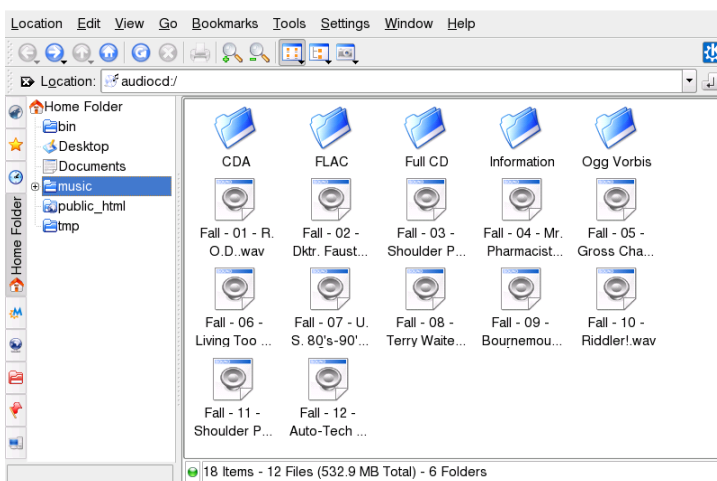 Location Edit View Go Bookmarks Tools Settings Window Help
Location: audiocd:/
Home Folder
Home Folder
bin
Desktop
Documents
music
public_html
tmp
CDA FLAC Full CD Information Ogg Vorbis
Fall - 01 - R. Fall - 02 - Fall - 03 - Fall - 04 - Mr. Fall - 05 -
O.D..wav Dktr. Faust... Shoulder P... Pharmacist... Gross Cha...
Fall - 06 - Fall - 07 - U. Fall - 08 - Fall - 09 - Fall - 10 -
Living Too ... S. 80's-90'... Terry Waite... Bournemou... Riddler!.wav
Fall - 11 - Fall - 12 -
Shoulder P... Auto-Tech ...
18 Items - 12 Files (532.9 MB Total) - 6 Folders